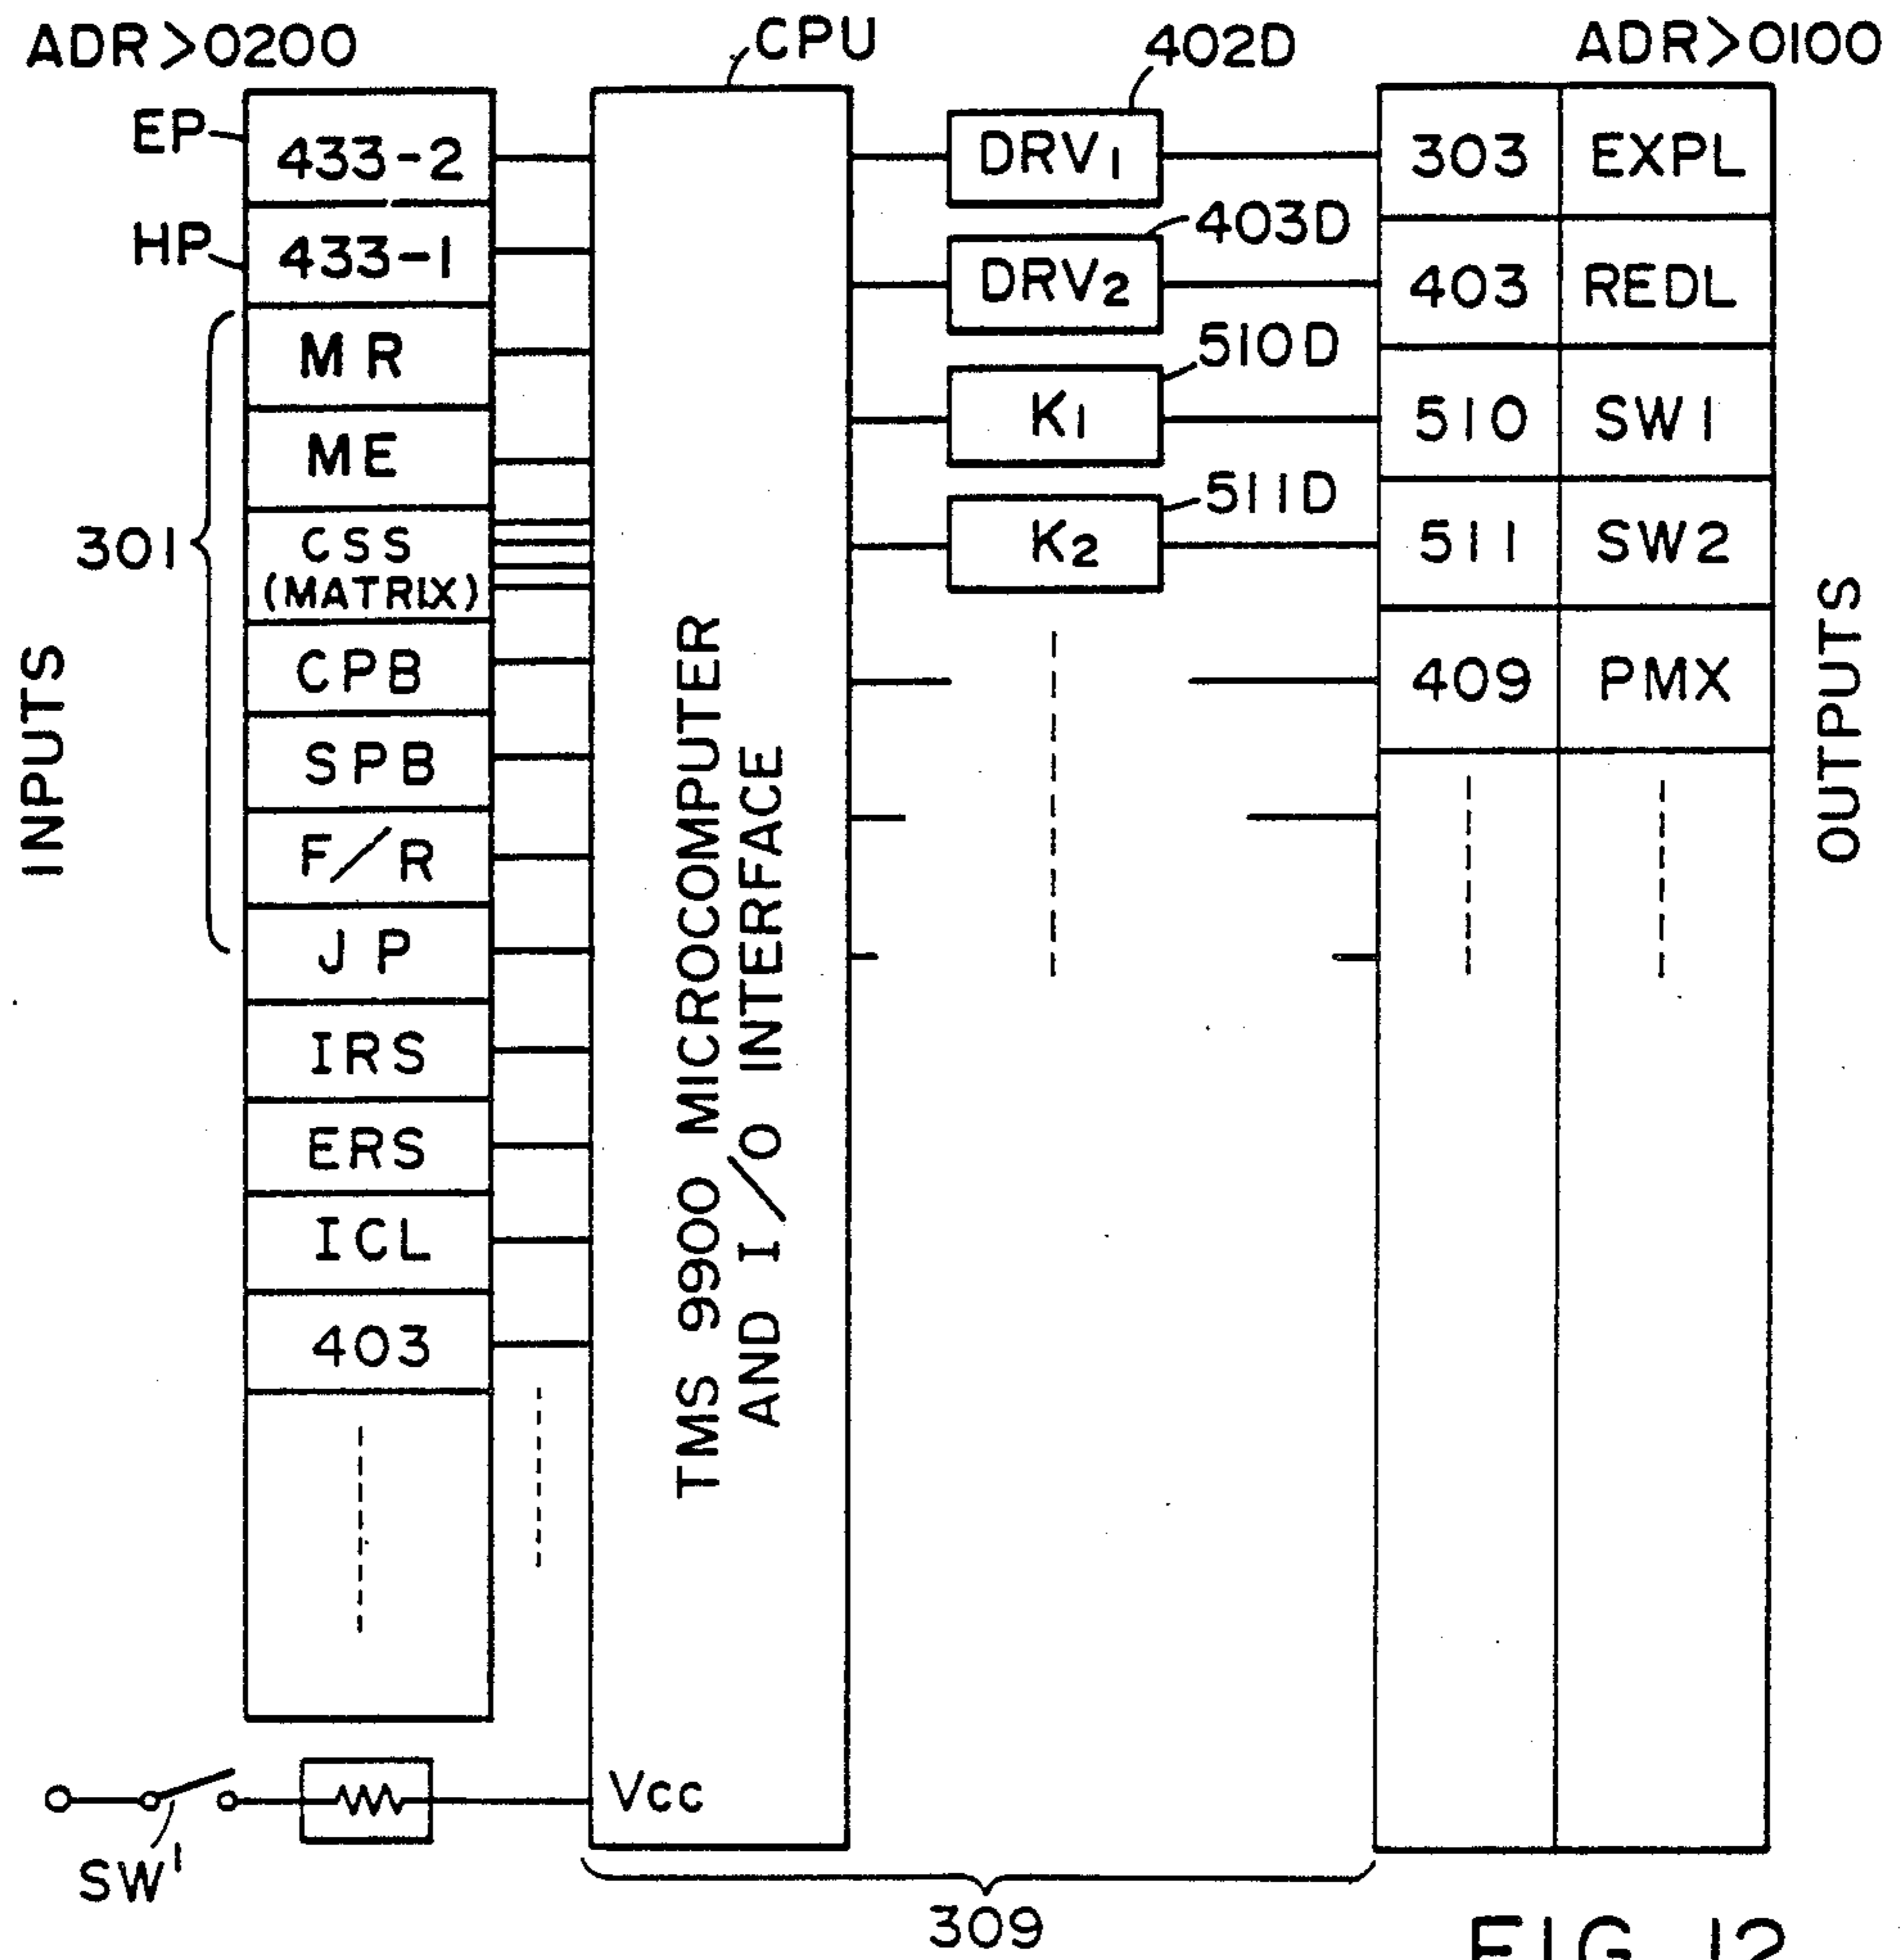 ADR>0200
CPU
402D
ADR>0100
EP
433-2
HP
433-1
301
MR
ME
CSS
(MATRIX)
CPB
SPB
F/R
JP
IRS
ERS
ICL
403
INPUTS
TMS 9900 MICROCOMPUTER
AND I/O INTERFACE
Vcc
SW'
DRV1
403D
DRV2
510D
K1
511D
K2
303 EXPL
403 REDL
510 SW1
511 SW2
409 PMX
OUTPUTS
309
FIG. 12